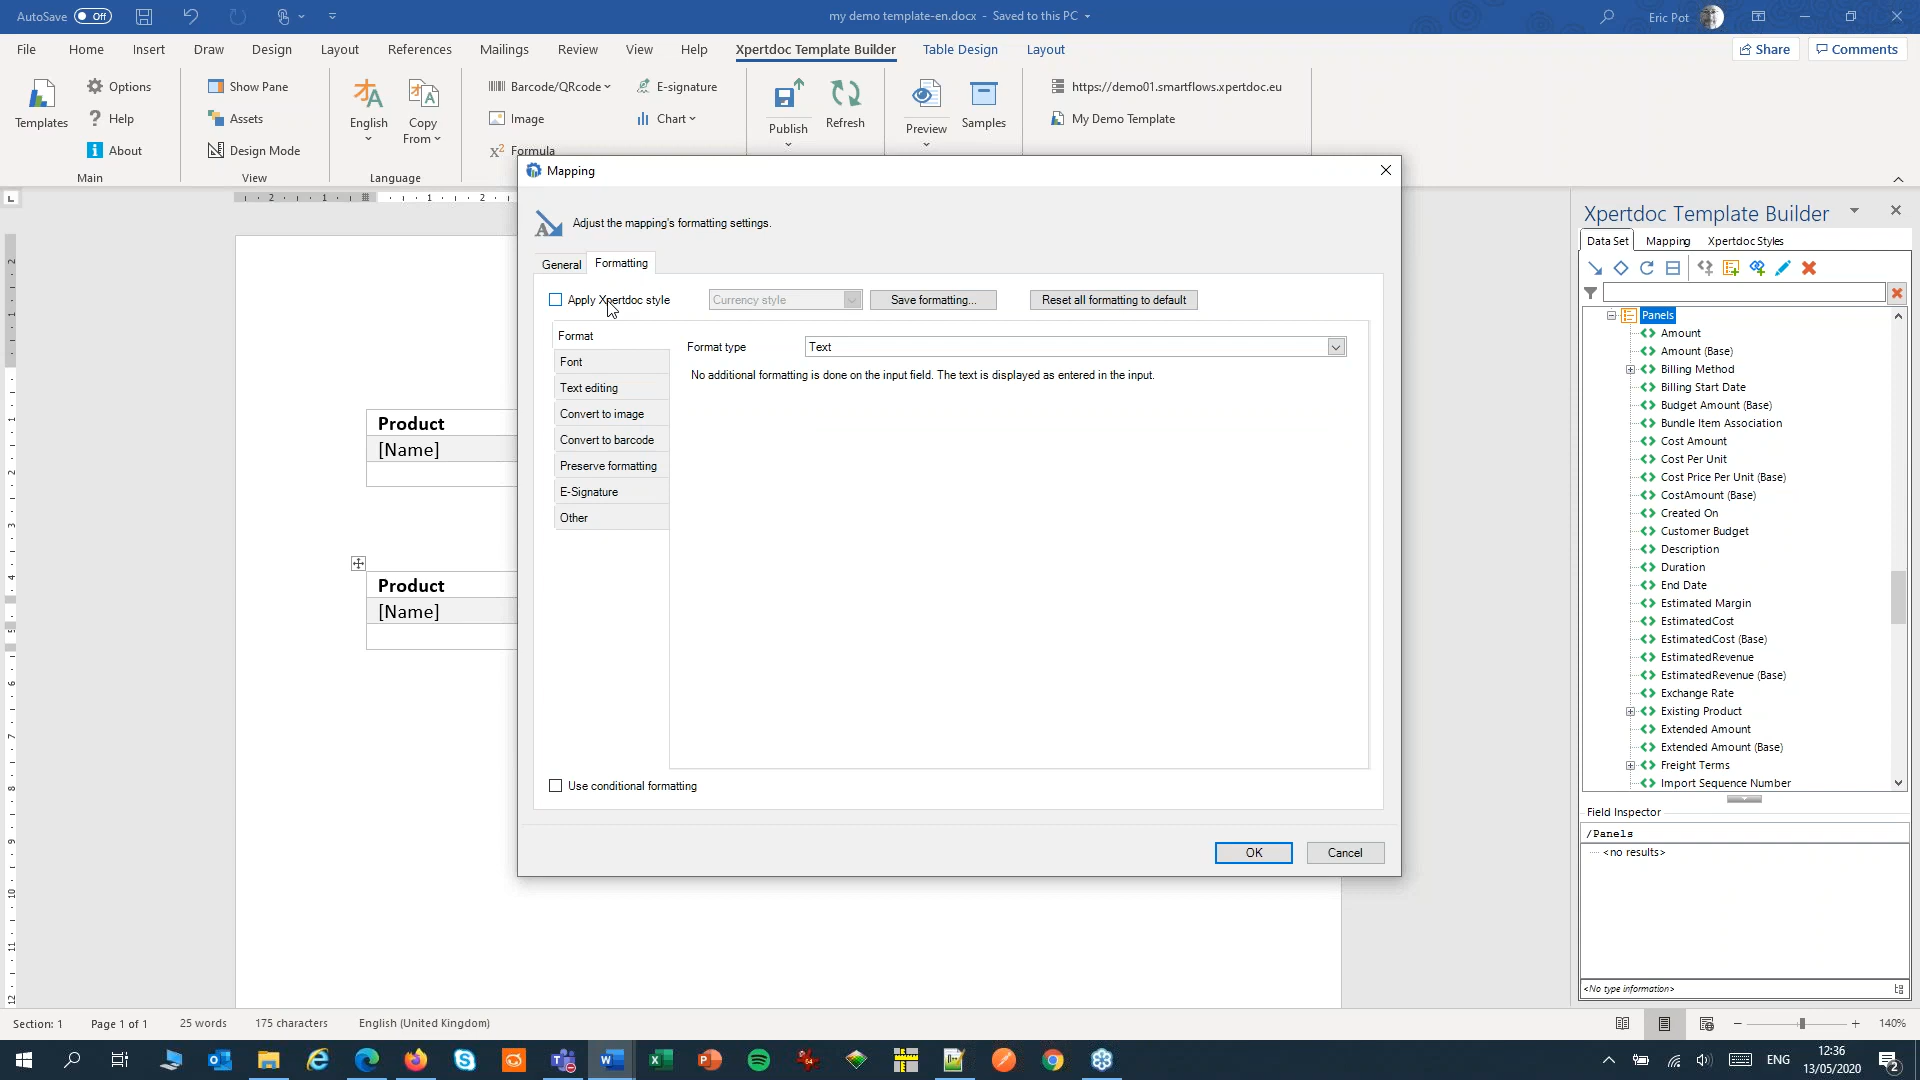 AutoSave Off
my demo template-en.docx - Saved to this PC
Eric Pot
File Home Insert Draw Design Layout References Mailings Review View Help Xpertdoc Template Builder Table Design Layout
Share Comments
Templates
Options
Help
About
Main
Show Pane
Assets
Design Mode
View
English
Copy
From
Language
Barcode/QRcode
Image
Formula
E-signature
Chart
Publish
Refresh
Preview
Samples
https://demo01.smartflows.xpertdoc.eu
My Demo Template
Product
[Name]
Product
[Name]
Mapping
Adjust the mapping's formatting settings.
General Formatting
Apply Xpertdoc style
Currency style
Save formatting...
Reset all formatting to default
Format
Font
Text editing
Convert to image
Convert to barcode
Preserve formatting
E-Signature
Other
Format type Text
No additional formatting is done on the input field. The text is displayed as entered in the input.
Use conditional formatting
OK Cancel
Xpertdoc Template Builder
Data Set Mapping Xpertdoc Styles
Panels
Amount
Amount (Base)
Billing Method
Billing Start Date
Budget Amount (Base)
Bundle Item Association
Cost Amount
Cost Per Unit
Cost Price Per Unit (Base)
CostAmount (Base)
Created On
Customer Budget
Description
Duration
End Date
Estimated Margin
EstimatedCost
EstimatedCost (Base)
EstimatedRevenue
EstimatedRevenue (Base)
Exchange Rate
Existing Product
Extended Amount
Extended Amount (Base)
Freight Terms
Import Sequence Number
Field Inspector
/Panels
<no results>
<No type information>
Section: 1 Page 1 of 1 25 words 175 characters English (United Kingdom)
140%
ENG
12:36
13/05/2020
2